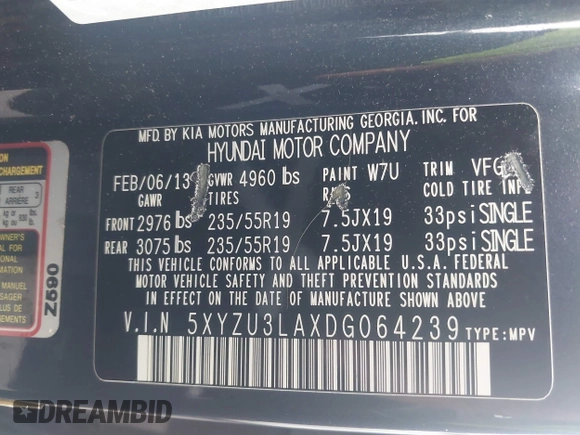 MFD. BY KIA MOTORS MANUFACTURING GEORGIA. INC. FOR
HYUNDAI MOTOR COMPANY
FEB/06/13 GVWR 4960 lbs PAINT W7U TRIM
GAWR TIRES COLD TIRE
FRONT 2976 lbs 235/55R19 7.5JX19 33psi SINGLE
REAR 3075 lbs 235/55R19 7.5JX19 33psi SINGLE
THIS VEHICLE CONFORMS TO ALL APPLICABLE U.S.A. FEDERAL
MOTOR VEHICLE SAFETY AND THEFT PREVENTION STANDARDS
IN EFFECT ON THE DATE OF MANUFACTURE SHOWN ABOVE
V.I.N 5XYZU3LAXDG064239 TYPE: MPV
CHARGEMENT
REAR
ARRIÈRE
Z690
DREAMBID